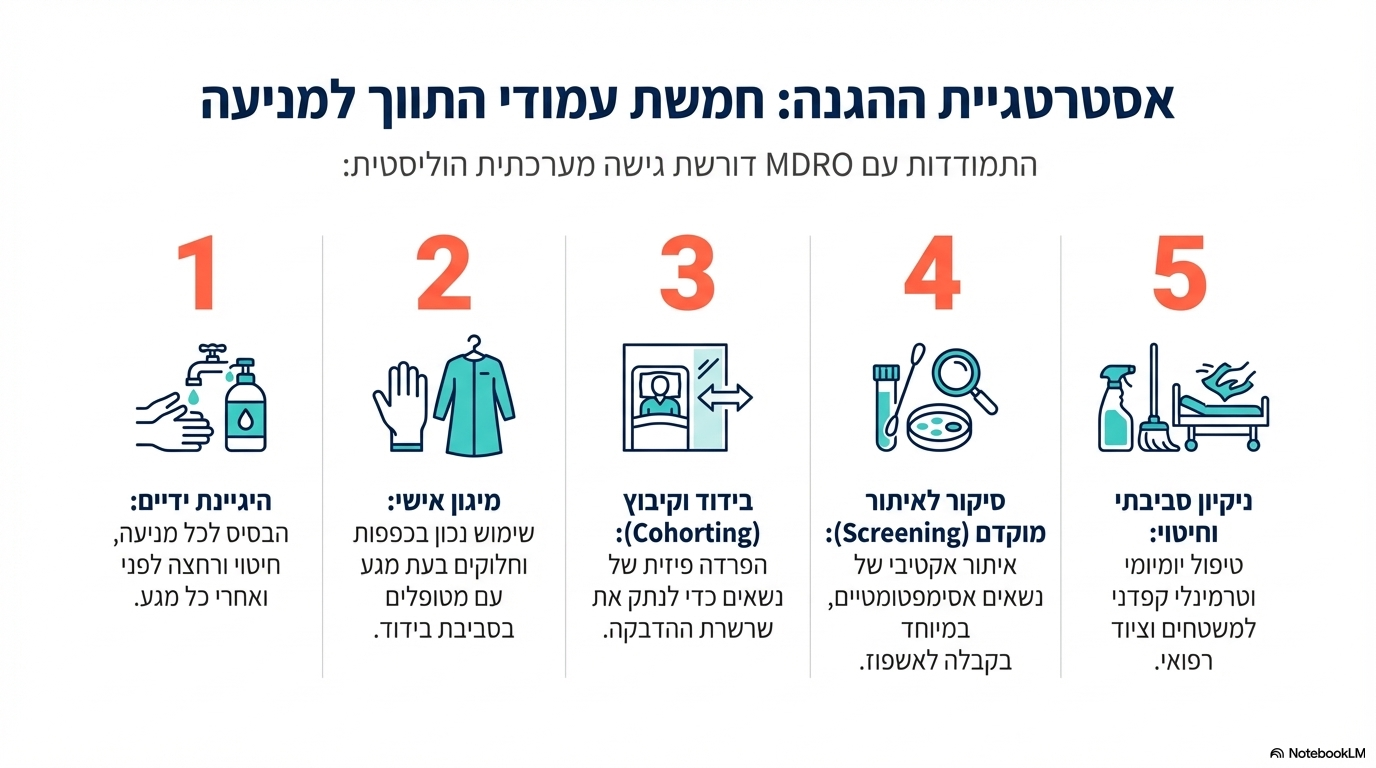 אסטרטגיית ההגנה: חמשת עמודי התווך למניעה
התמודדות עם MDRO דורשת גישה מערכתית הוליסטית:
1
היגיינת ידיים:
הבסיס לכל מניעה,
חיטוי ורחצה לפני
ואחרי כל מגע.
2
מיגון אישי:
שימוש נכון בכפפות
וחלוקים בעת מגע
עם מטופלים
בסביבת בידוד.
3
בידוד וקיבוץ
(Cohorting):
הפרדה פיזית של
נשאים כדי לנתק את
שרשרת ההדבקה.
4
סיקור לאיתור
מוקדם (Screening):
איתור אקטיבי של
נשאים אסימפטומטיים,
במיוחד
בקבלה לאשפוז.
5
ניקיון סביבתי
וחיטוי:
טיפול יומיומי
וטרמינלי קפדני
למשטחים וציוד
רפואי.
NotebookLM